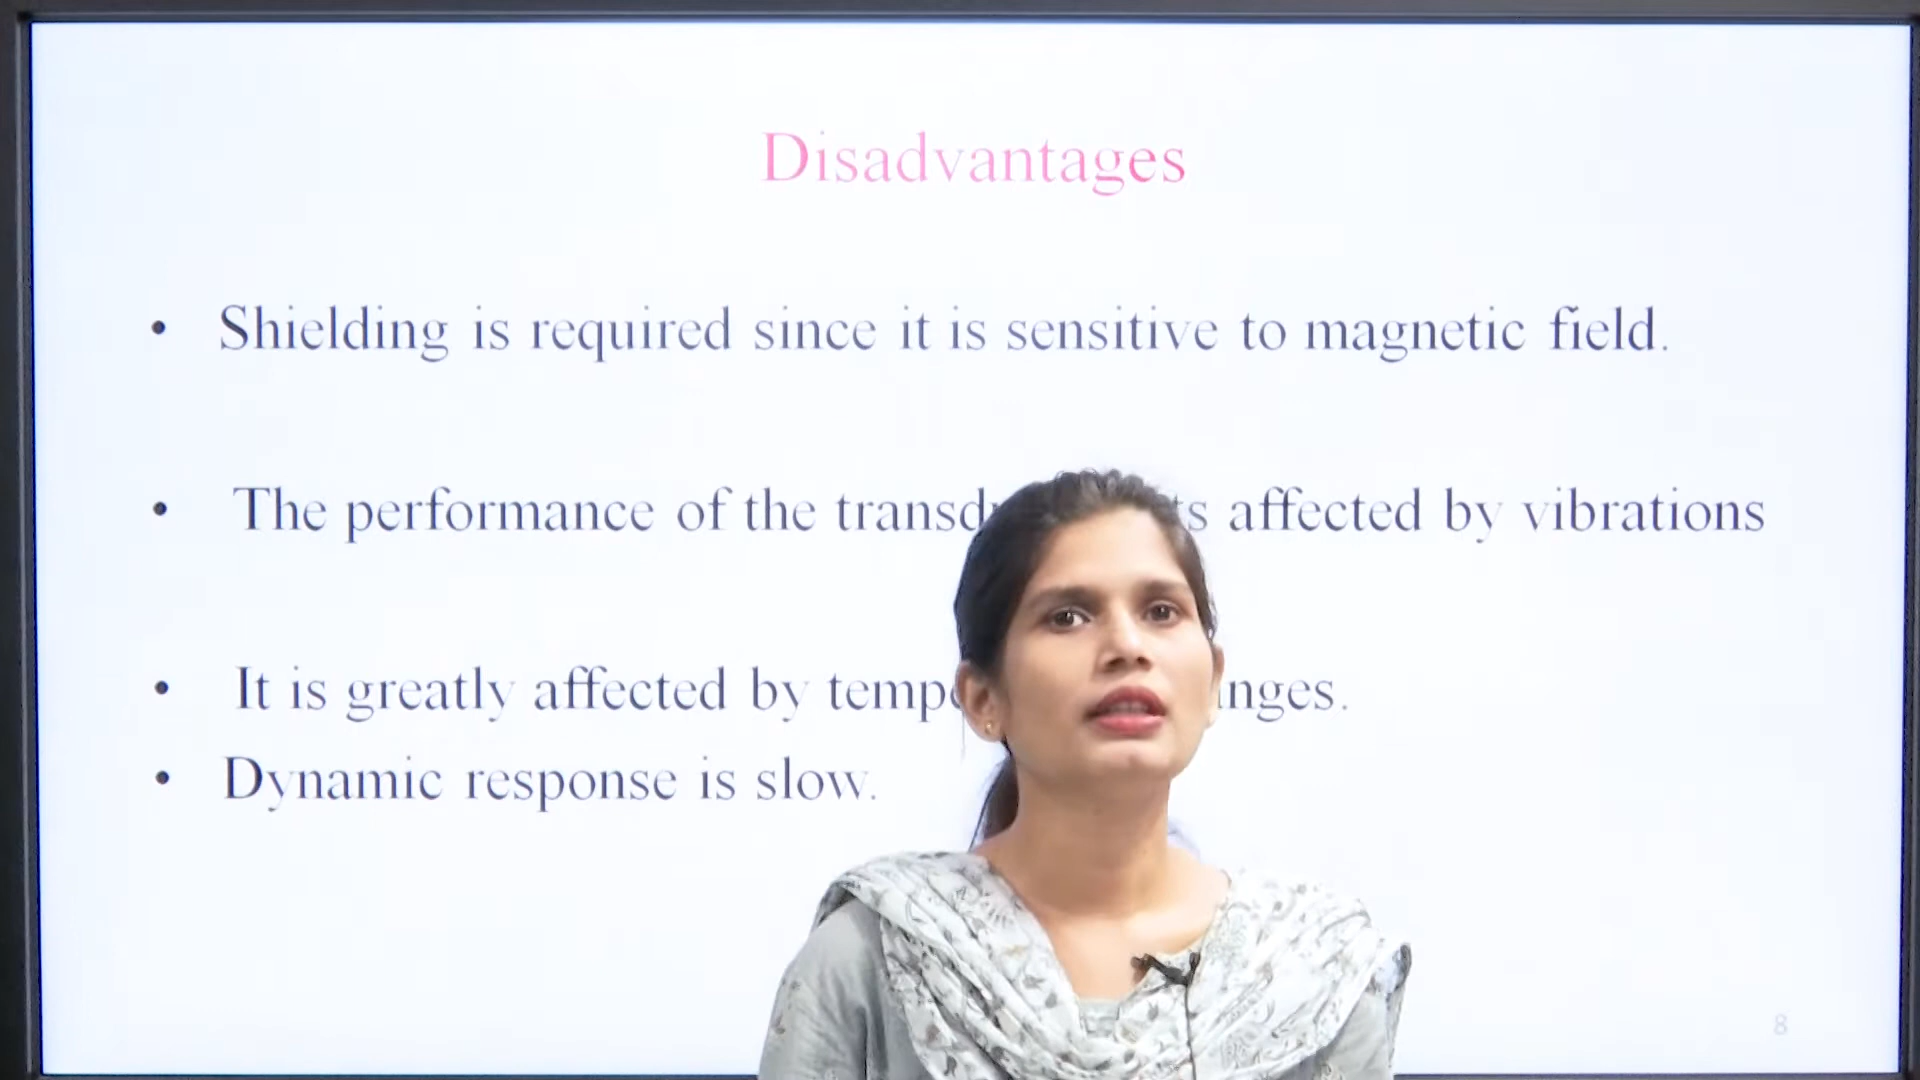 Disadvantages
• Shielding is required since it is sensitive to magnetic field.
• The performance of the affected by vibrations
• It is greatly affected by
• Dynamic response is slow.
8